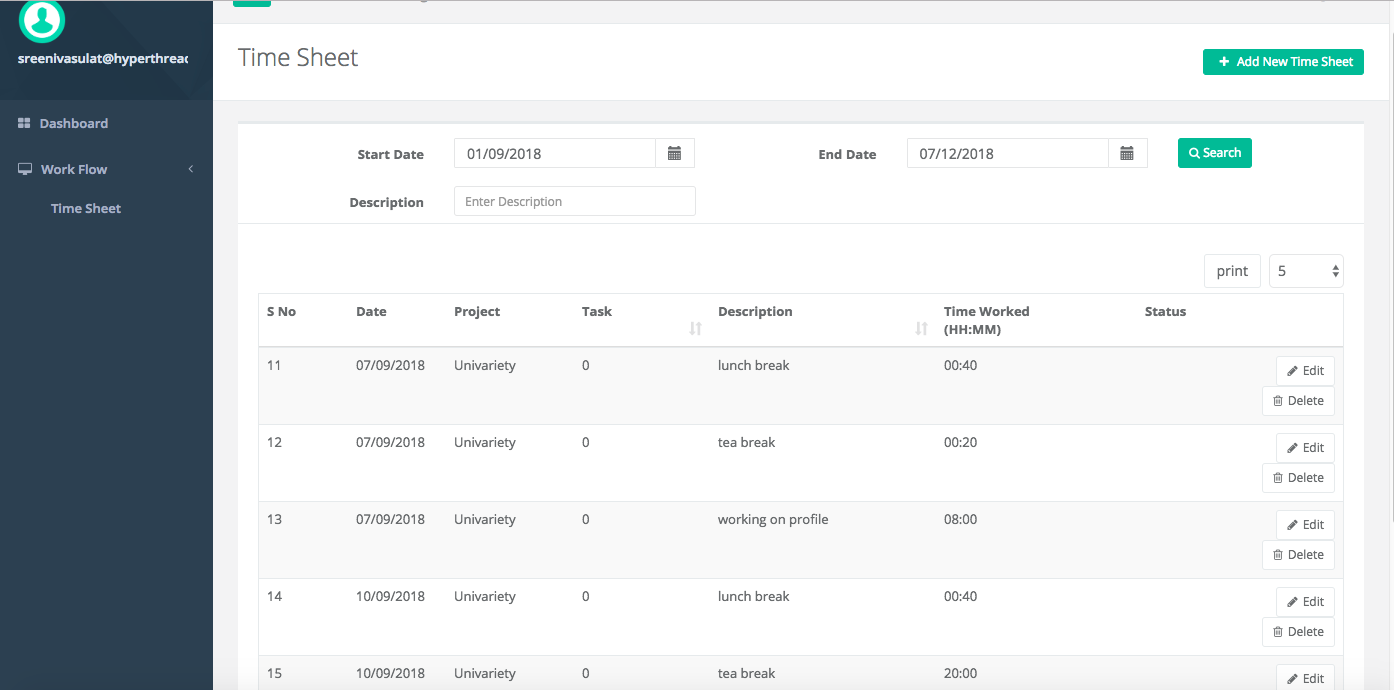 sreenivasulat@hyperthread
Time Sheet
+ Add New Time Sheet
Dashboard
Work Flow
Time Sheet
Start Date 01/09/2018 End Date 07/12/2018 Search
Description Enter Description
print 5
S No Date Project Task Description Time Worked (HH:MM) Status
11 07/09/2018 Univariety 0 lunch break 00:40 Edit
Delete
12 07/09/2018 Univariety 0 tea break 00:20 Edit
Delete
13 07/09/2018 Univariety 0 working on profile 08:00 Edit
Delete
14 10/09/2018 Univariety 0 lunch break 00:40 Edit
Delete
15 10/09/2018 Univariety 0 tea break 20:00 Edit